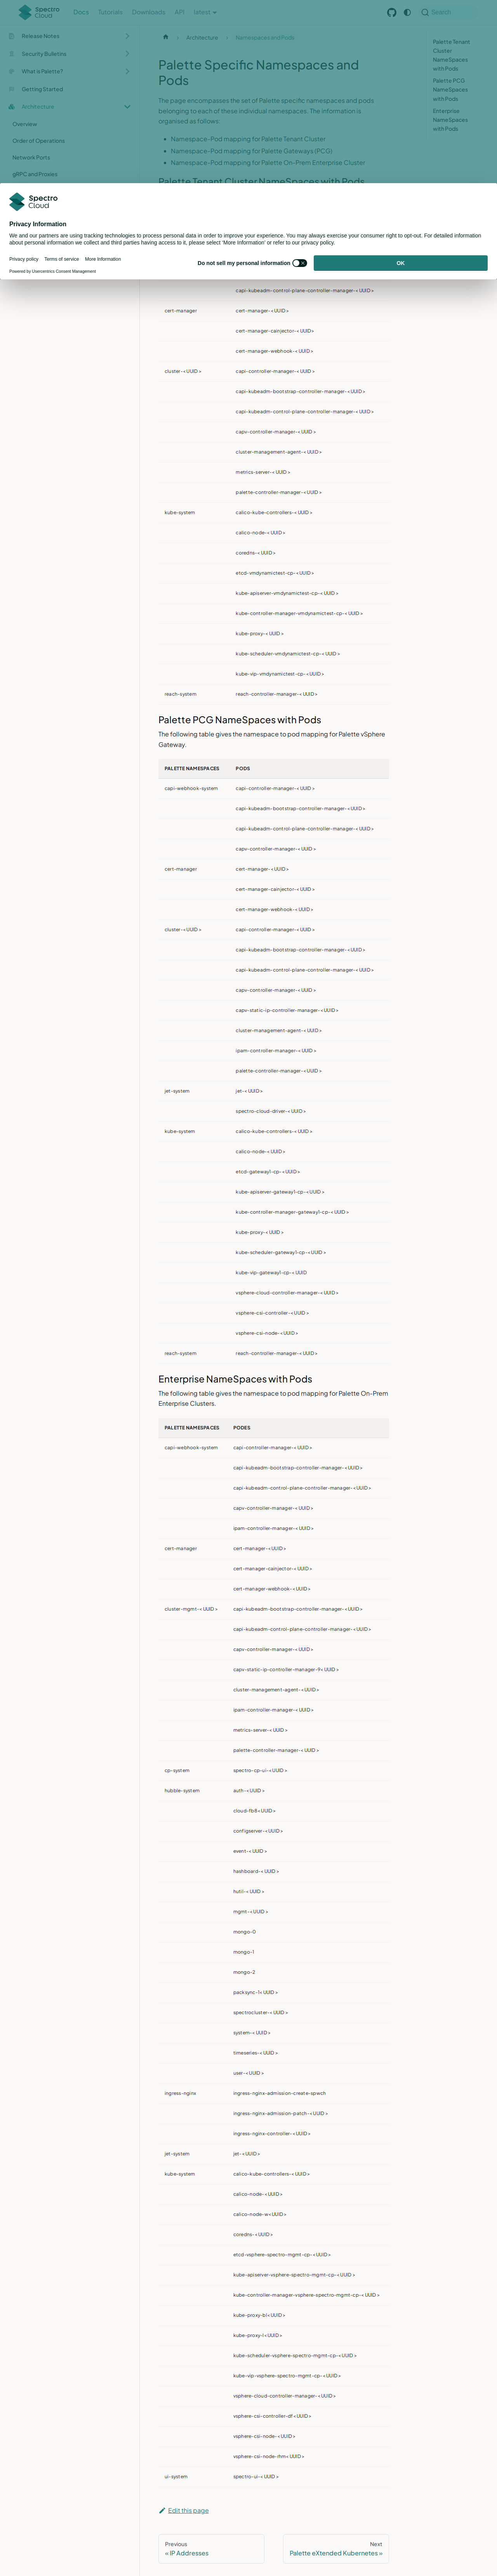 Spectro Cloud
Docs
Tutorials
Downloads
API
latest
Search
Release Notes
Security Bulletins
What is Palette?
Getting Started
Architecture
Overview
Order of Operations
Network Ports
gRPC and Proxies
Architecture
Namespaces and Pods
Palette Specific Namespaces and
Pods
The page encompasses the set of Palette specific namespaces and pods
belonging to each of these individual namespaces. The information is
organised as follows:
Namespace-Pod mapping for Palette Tenant Cluster
Namespace-Pod mapping for Palette Gateways (PCG)
Namespace-Pod mapping for Palette On-Prem Enterprise Cluster
Palette Tenant Cluster NameSpaces with Pods
Palette Tenant
Cluster
NameSpaces
with Pods
Palette PCG
NameSpaces
with Pods
Enterprise
NameSpaces
with Pods
Spectro Cloud
Privacy Information
We and our partners are using tracking technologies to process personal data in order to improve your experience. You may always exercise your consumer right to opt-out. For detailed information
about personal information we collect and third parties having access to it, please select 'More Information' or refer to our privacy policy.
Privacy policy
Terms of service
More Information
Powered by Usercentrics Consent Management
Do not sell my personal information
OK
capi-kubeadm-control-plane-controller-manager-< UUID >
cert-manager
cert-manager-< UUID >
cert-manager-cainjector-< UUID>
cert-manager-webhook-< UUID >
cluster-< UUID >
capi-controller-manager-< UUID >
capi-kubeadm-bootstrap-controller-manager-< UUID >
capi-kubeadm-control-plane-controller-manager-< UUID >
capv-controller-manager-< UUID >
cluster-management-agent-< UUID >
metrics-server-< UUID >
palette-controller-manager-< UUID >
kube-system
calico-kube-controllers-< UUID >
calico-node-< UUID >
coredns-< UUID >
etcd-vmdynamictest-cp-< UUID >
kube-apiserver-vmdynamictest-cp-< UUID >
kube-controller-manager-vmdynamictest-cp-< UUID >
kube-proxy-< UUID >
kube-scheduler-vmdynamictest-cp-< UUID >
kube-vip-vmdynamictest-cp-< UUID >
reach-system
reach-controller-manager-< UUID >
Palette PCG NameSpaces with Pods
The following table gives the namespace to pod mapping for Palette vSphere
Gateway.
PALETTE NAMESPACES
PODS
capi-webhook-system
capi-controller-manager-< UUID >
capi-kubeadm-bootstrap-controller-manager-< UUID >
capi-kubeadm-control-plane-controller-manager-< UUID >
capv-controller-manager-< UUID >
cert-manager
cert-manager-< UUID >
cert-manager-cainjector-< UUID >
cert-manager-webhook-< UUID >
cluster-< UUID >
capi-controller-manager-< UUID >
capi-kubeadm-bootstrap-controller-manager-< UUID >
capi-kubeadm-control-plane-controller-manager-< UUID >
capv-controller-manager-< UUID >
capv-static-ip-controller-manager-< UUID >
cluster-management-agent-< UUID >
ipam-controller-manager-< UUID >
palette-controller-manager-< UUID >
jet-system
jet-< UUID >
spectro-cloud-driver-< UUID >
kube-system
calico-kube-controllers-< UUID >
calico-node-< UUID >
etcd-gateway1-cp-< UUID >
kube-apiserver-gateway1-cp-< UUID >
kube-controller-manager-gateway1-cp-< UUID >
kube-proxy-< UUID >
kube-scheduler-gateway1-cp-< UUID >
kube-vip-gateway1-cp-< UUID
vsphere-cloud-controller-manager-< UUID >
vsphere-csi-controller-< UUID >
vsphere-csi-node-< UUID >
reach-system
reach-controller-manager-< UUID >
Enterprise NameSpaces with Pods
The following table gives the namespace to pod mapping for Palette On-Prem
Enterprise Clusters.
PALETTE NAMESPACES
PODES
capi-webhook-system
capi-controller-manager-< UUID >
capi-kubeadm-bootstrap-controller-manager-< UUID >
capi-kubeadm-control-plane-controller-manager-< UUID >
capv-controller-manager-< UUID >
ipam-controller-manager-< UUID >
cert-manager
cert-manager-< UUID >
cert-manager-cainjector-< UUID >
cert-manager-webhook-< UUID >
cluster-mgmt-< UUID >
capi-kubeadm-bootstrap-controller-manager-< UUID >
capi-kubeadm-control-plane-controller-manager-< UUID >
capv-controller-manager-< UUID >
capv-static-ip-controller-manager-9< UUID >
cluster-management-agent-< UUID >
ipam-controller-manager-< UUID >
metrics-server-< UUID >
palette-controller-manager-< UUID >
cp-system
spectro-cp-ui-< UUID >
hubble-system
auth-< UUID >
cloud-fb8< UUID >
configserver-< UUID >
event-< UUID >
hashboard-< UUID >
hutil-< UUID >
mgmt-< UUID >
mongo-0
mongo-1
mongo-2
packsync-1< UUID >
spectrocluster-< UUID >
system-< UUID >
timeseries-< UUID >
user-< UUID >
ingress-nginx
ingress-nginx-admission-create-spwch
ingress-nginx-admission-patch-< UUID >
ingress-nginx-controller-< UUID >
jet-system
jet-< UUID >
kube-system
calico-kube-controllers-< UUID >
calico-node-< UUID >
calico-node-w< UUID >
coredns-< UUID >
etcd-vsphere-spectro-mgmt-cp-< UUID >
kube-apiserver-vsphere-spectro-mgmt-cp-< UUID >
kube-controller-manager-vsphere-spectro-mgmt-cp-< UUID >
kube-proxy-bl< UUID >
kube-proxy-l< UUID >
kube-scheduler-vsphere-spectro-mgmt-cp-< UUID >
kube-vip-vsphere-spectro-mgmt-cp-< UUID >
vsphere-cloud-controller-manager-< UUID >
vsphere-csi-controller-df< UUID >
vsphere-csi-node-< UUID >
vsphere-csi-node-rhm< UUID >
ui-system
spectro-ui-< UUID >
Edit this page
Previous
« IP Addresses
Next
Palette eXtended Kubernetes »